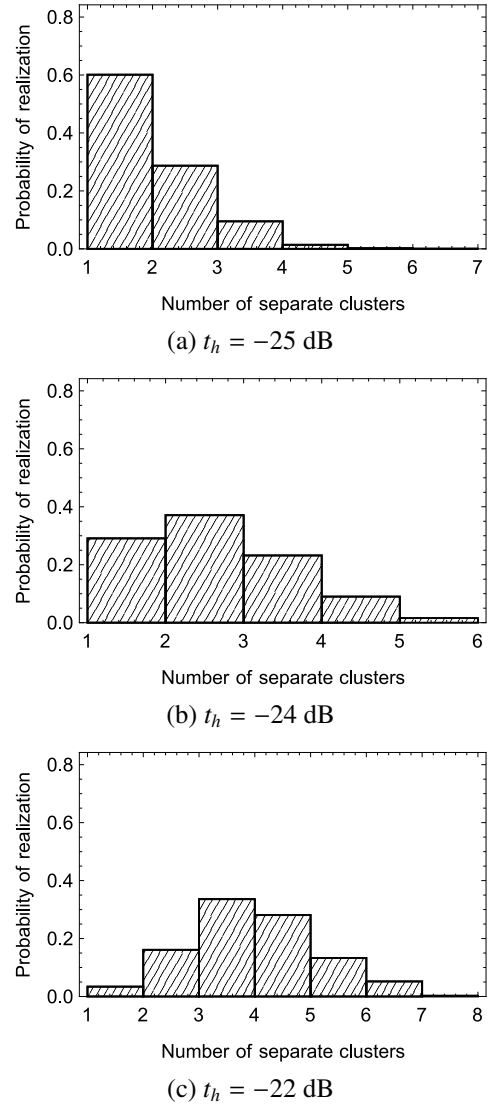 0.8
0.6
0.4
0.2
0.0
Probability of realization
1 2 3 4 5 6 7
Number of separate clusters
(a) t_h = −25 dB
0.8
0.6
0.4
0.2
0.0
Probability of realization
1 2 3 4 5 6
Number of separate clusters
(b) t_h = −24 dB
0.8
0.6
0.4
0.2
0.0
Probability of realization
1 2 3 4 5 6 7 8
Number of separate clusters
(c) t_h = −22 dB